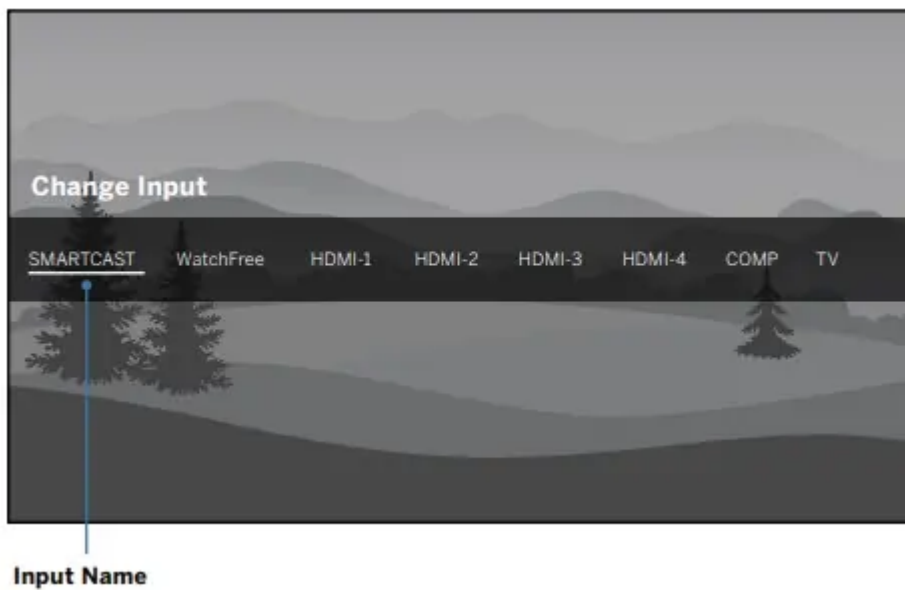 Change Input
SMARTCAST WatchFree HDMI-1 HDMI-2 HDMI-3 HDMI-4 COMP TV
Input Name